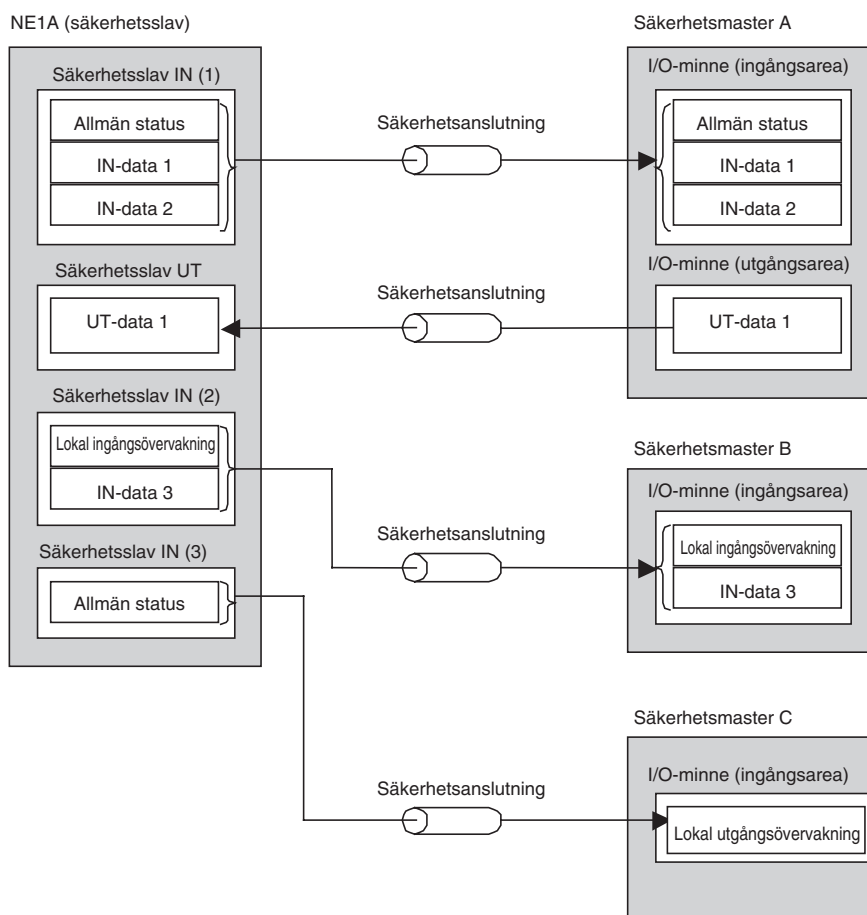 NE1A (säkerhetsslav)
Säkerhetsslav IN (1)
Allmän status
IN-data 1
IN-data 2
Säkerhetsslav UT
UT-data 1
Säkerhetsslav IN (2)
Lokal ingångsövervakning
IN-data 3
Säkerhetsslav IN (3)
Allmän status
Säkerhetsanslutning
Säkerhetsanslutning
Säkerhetsanslutning
Säkerhetsanslutning
Säkerhetsmaster A
I/O-minne (ingångsarea)
Allmän status
IN-data 1
IN-data 2
I/O-minne (utgångsarea)
UT-data 1
Säkerhetsmaster B
I/O-minne (ingångsarea)
Lokal ingångsövervakning
IN-data 3
Säkerhetsmaster C
I/O-minne (ingångsarea)
Lokal utgångsövervakning